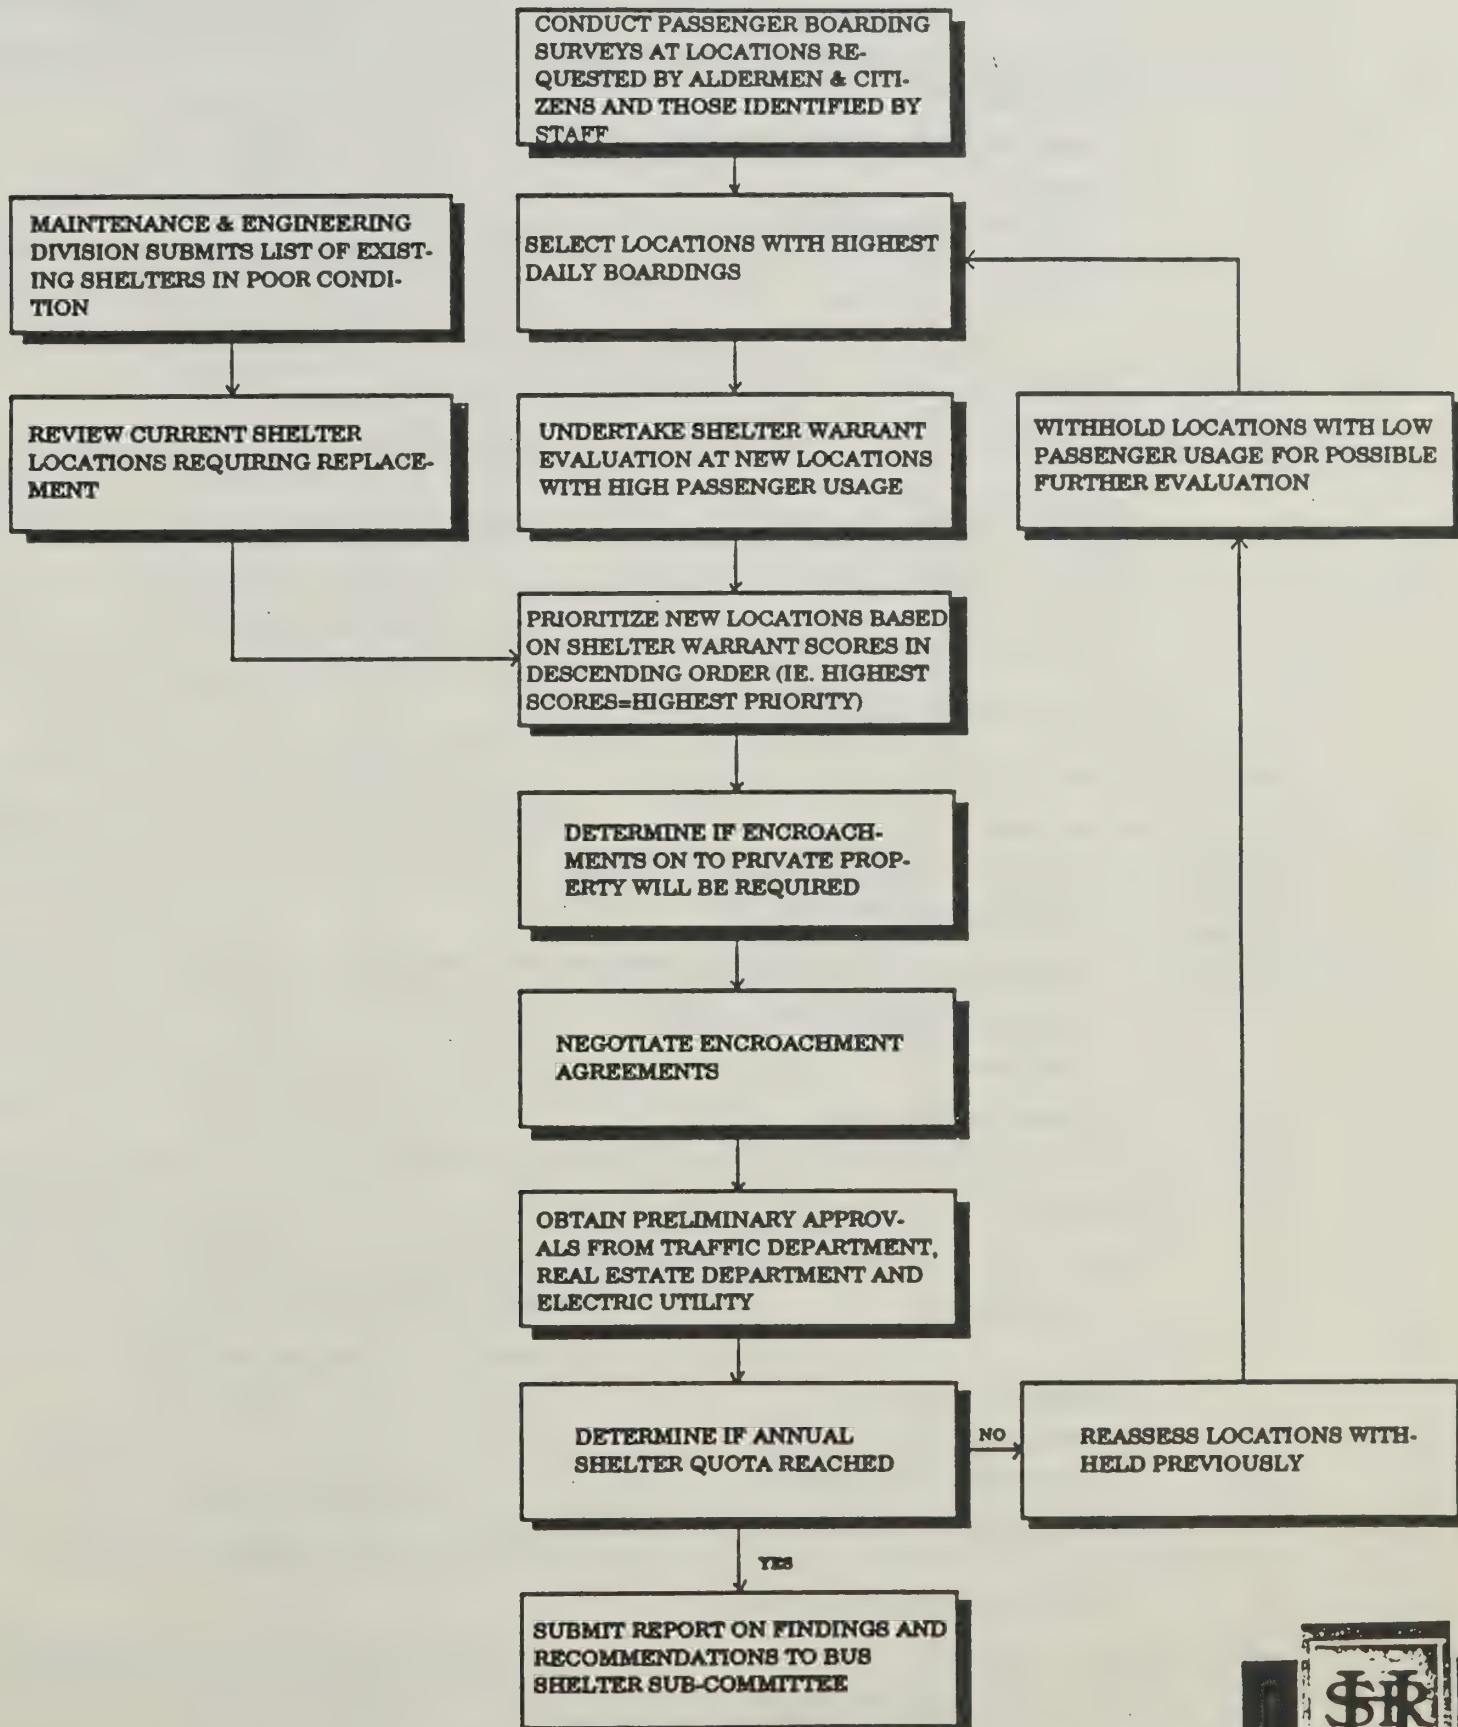 CONDUCT PASSENGER BOARDING
SURVEYS AT LOCATIONS RE-
QUESTED BY ALDERMEN & CITI-
ZENS AND THOSE IDENTIFIED BY
STAFF
MAINTENANCE & ENGINEERING
DIVISION SUBMITS LIST OF EXIST-
ING SHELTERS IN POOR CONDI-
TION
SELECT LOCATIONS WITH HIGHEST
DAILY BOARDINGS
REVIEW CURRENT SHELTER
LOCATIONS REQUIRING REPLACE-
MENT
UNDERTAKE SHELTER WARRANT
EVALUATION AT NEW LOCATIONS
WITH HIGH PASSENGER USAGE
WITHHOLD LOCATIONS WITH LOW
PASSENGER USAGE FOR POSSIBLE
FURTHER EVALUATION
PRIORITIZE NEW LOCATIONS BASED
ON SHELTER WARRANT SCORES IN
DESCENDING ORDER (IE. HIGHEST
SCORES=HIGHEST PRIORITY)
DETERMINE IF ENCROACH-
MENTS ON TO PRIVATE PROP-
ERTY WILL BE REQUIRED
NEGOTIATE ENCROACHMENT
AGREEMENTS
OBTAIN PRELIMINARY APPROV-
ALS FROM TRAFFIC DEPARTMENT,
REAL ESTATE DEPARTMENT AND
ELECTRIC UTILITY
DETERMINE IF ANNUAL
SHELTER QUOTA REACHED
NO
REASSESS LOCATIONS WITH-
HELD PREVIOUSLY
YES
SUBMIT REPORT ON FINDINGS AND
RECOMMENDATIONS TO BUS
SHELTER SUB-COMMITTEE